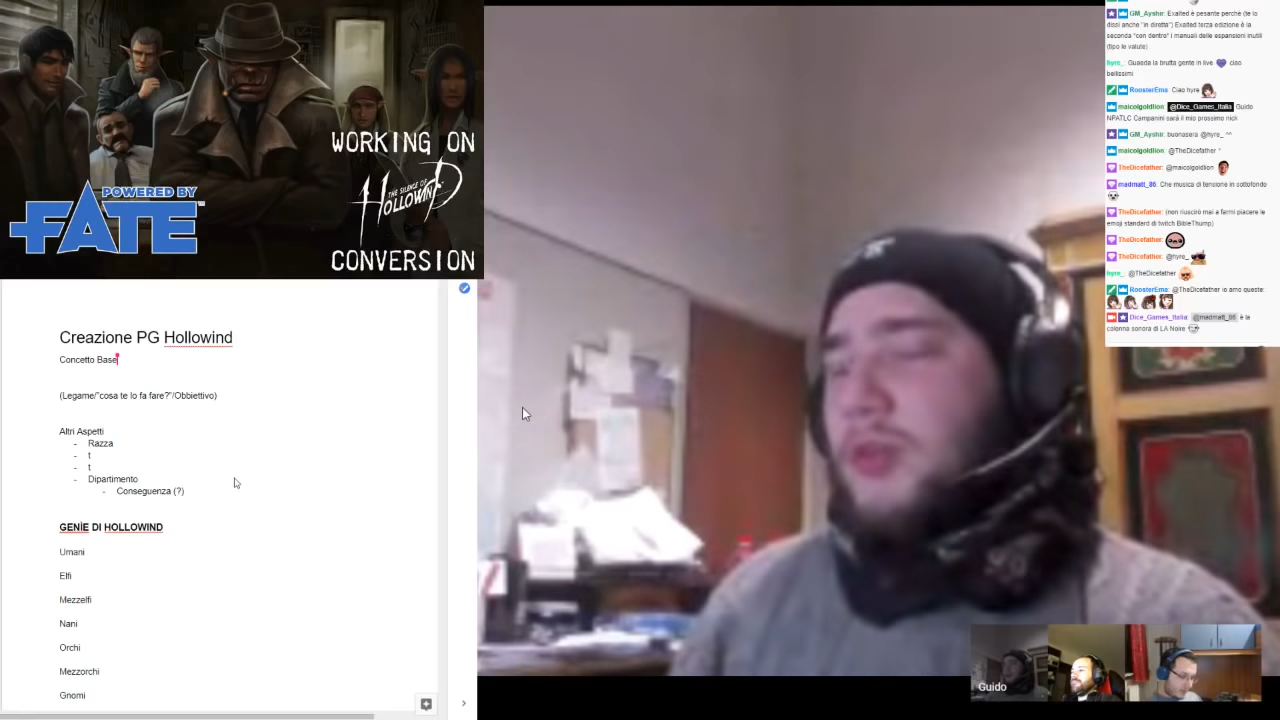 WORKING ON
THE SILENCE OF
HOLLOWIND
CONVERSION
POWERED BY
FATE™
Creazione PG Hollowind
Concetto Base
(Legame/"cosa te lo fa fare?"/Obbiettivo)
Altri Aspetti
- Razza
- t
- t
- Dipartimento
- Conseguenza (?)
GENìE DI HOLLOWIND
Umani
Elfi
Mezzelfi
Nani
Orchi
Mezzorchi
Gnomi
GM_Ayshir: Exalted è pesante perche (te lo
dissi anche "in diretta") Exalted terza edizione è la
seconda "con dentro" i manuali delle espansioni inutili
(tipo le valute)
hyre_: Guaeda la brutta gente in live ciao
bellissimi
RoosterEma: Ciao hyre
maicolgoldlion: @Dice_Games_Italia Guido
NPATLC Campanini sarà il mio prossimo nick
GM_Ayshir: buonasera @hyre_ ^^
maicolgoldlion: @TheDicefather ^
TheDicefather: @maicolgoldlion
madmatt_86: Che musica di tensione in sottofondo
TheDicefather: (non riuscirò mai a farmi piacere le
emoji standerd di twitch BibleThump)
TheDicefather:
TheDicefather: @hyre_
hyre_: @TheDicefather
RoosterEma: @TheDicefather io amo queste:
Dice_Games_Italia: @madmatt_86 è la
colonna sonora di LA Noire
Guido